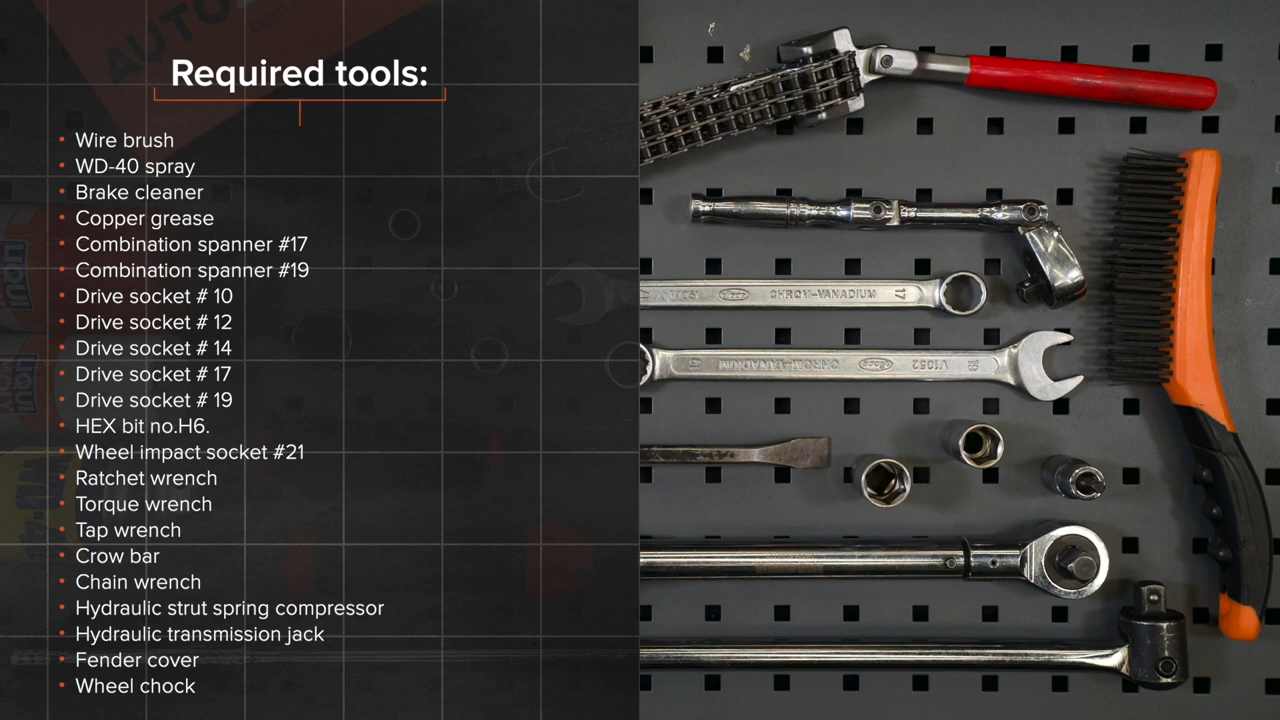 Required tools:
• Wire brush
• WD-40 spray
• Brake cleaner
• Copper grease
• Combination spanner #17
• Combination spanner #19
• Drive socket # 10
• Drive socket # 12
• Drive socket # 14
• Drive socket # 17
• Drive socket # 19
• HEX bit no.H6.
• Wheel impact socket #21
• Ratchet wrench
• Torque wrench
• Tap wrench
• Crow bar
• Chain wrench
• Hydraulic strut spring compressor
• Hydraulic transmission jack
• Fender cover
• Wheel chock
CHROM-VANADIUM 17
CHROM-VANADIUM V1052 19